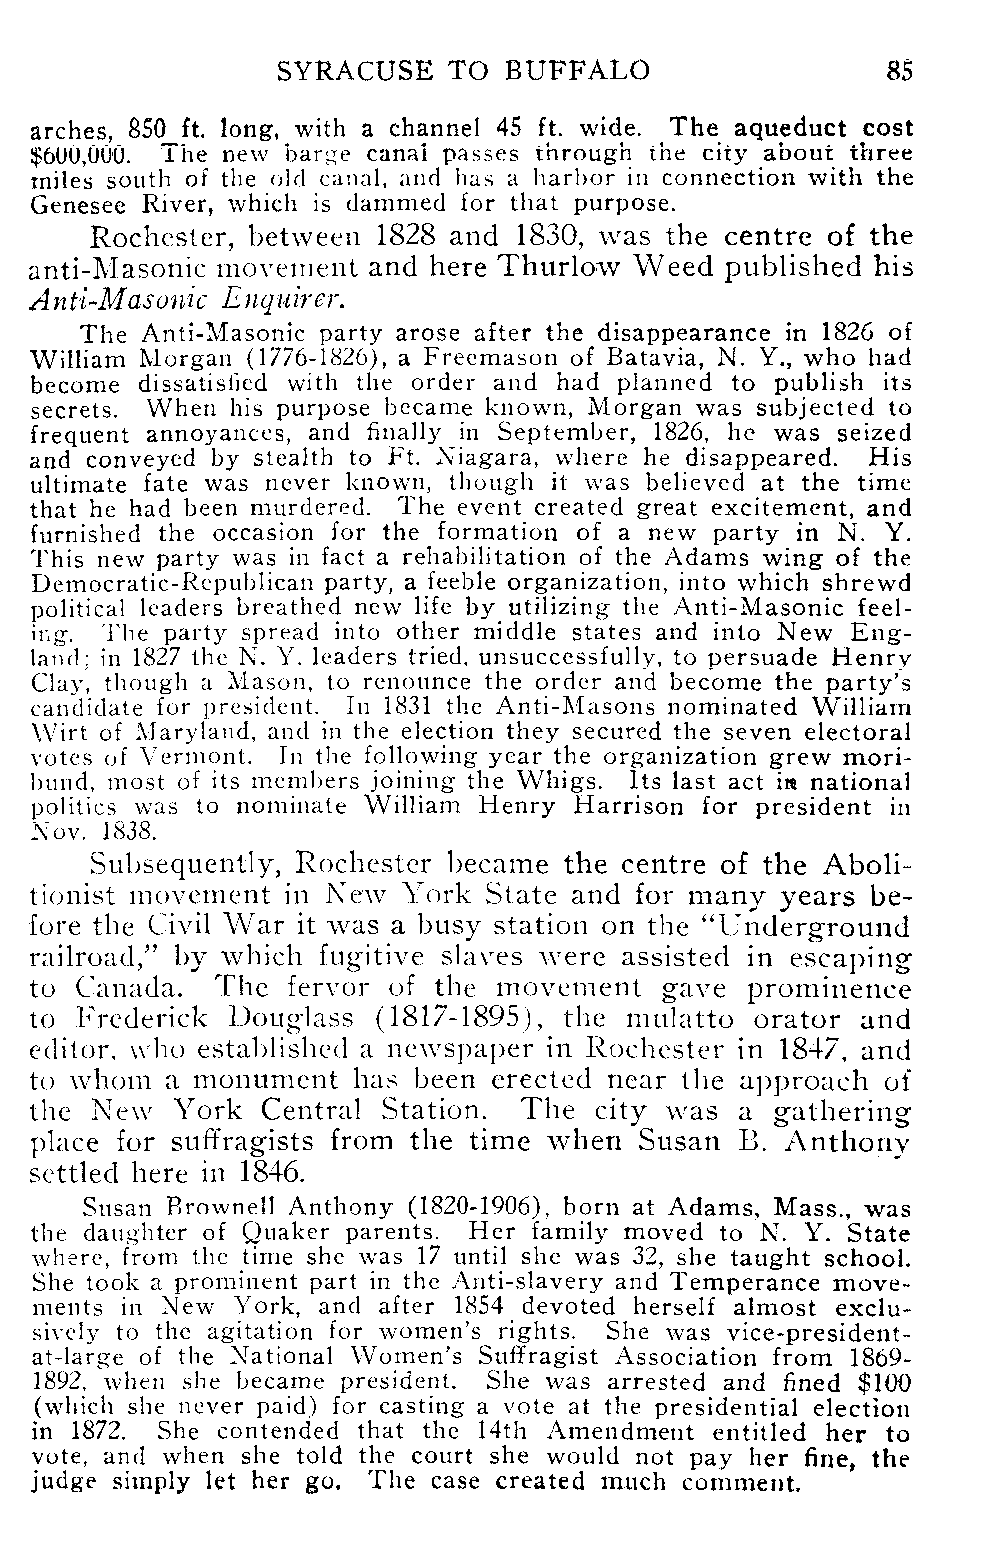 SYRACUSE TO BUFFALO 85
arches, 850 ft. long, with a channel 45 ft. wide. The aqueduct cost
$600,000. The new barge canal passes through the city about three
miles south of the old canal, and has a harbor in connection with the
Genesee River, which is dammed for that purpose.
Rochester, between 1828 and 1830, was the centre of the
anti-Masonic movement and here Thurlow Weed published his
Anti-Masonic Enquirer.
The Anti-Masonic party arose after the disappearance in 1826 of
William Morgan (1776-1826), a Freemason of Batavia, N. Y., who had
become dissatisfied with the order and had planned to publish its
secrets. When his purpose became known, Morgan was subjected to
frequent annoyances, and finally in September, 1826, he was seized
and conveyed by stealth to Ft. Niagara, where he disappeared. His
ultimate fate was never known, though it was believed at the time
that he had been murdered. The event created great excitement, and
furnished the occasion for the formation of a new party in N. Y.
This new party was in fact a rehabilitation of the Adams wing of the
Democratic-Republican party, a feeble organization, into which shrewd
political leaders breathed new life by utilizing the Anti-Masonic feel-
ing. The party spread into other middle states and into New Eng-
land; in 1827 the N. Y. leaders tried, unsuccessfully, to persuade Henry
Clay, though a Mason, to renounce the order and become the party's
candidate for president. In 1831 the Anti-Masons nominated William
Wirt of Maryland, and in the election they secured the seven electoral
votes of Vermont. In the following year the organization grew mori-
bund, most of its members joining the Whigs. Its last act in national
politics was to nominate William Henry Harrison for president in
Nov. 1838.
Subsequently, Rochester became the centre of the Aboli-
tionist movement in New York State and for many years be-
fore the Civil War it was a busy station on the "Underground
railroad," by which fugitive slaves were assisted in escaping
to Canada. The fervor of the movement gave prominence
to Frederick Douglass (1817-1895), the mulatto orator and
editor, who established a newspaper in Rochester in 1847, and
to whom a monument has been erected near the approach of
the New York Central Station. The city was a gathering
place for suffragists from the time when Susan B. Anthony
settled here in 1846.
Susan Brownell Anthony (1820-1906), born at Adams, Mass., was
the daughter of Quaker parents. Her family moved to N. Y. State
where, from the time she was 17 until she was 32, she taught school.
She took a prominent part in the Anti-slavery and Temperance move-
ments in New York, and after 1854 devoted herself almost exclu-
sively to the agitation for women's rights. She was vice-president-
at-large of the National Women's Suffragist Association from 1869-
1892, when she became president. She was arrested and fined $100
(which she never paid) for casting a vote at the presidential election
in 1872. She contended that the 14th Amendment entitled her to
vote, and when she told the court she would not pay her fine, the
judge simply let her go. The case created much comment.